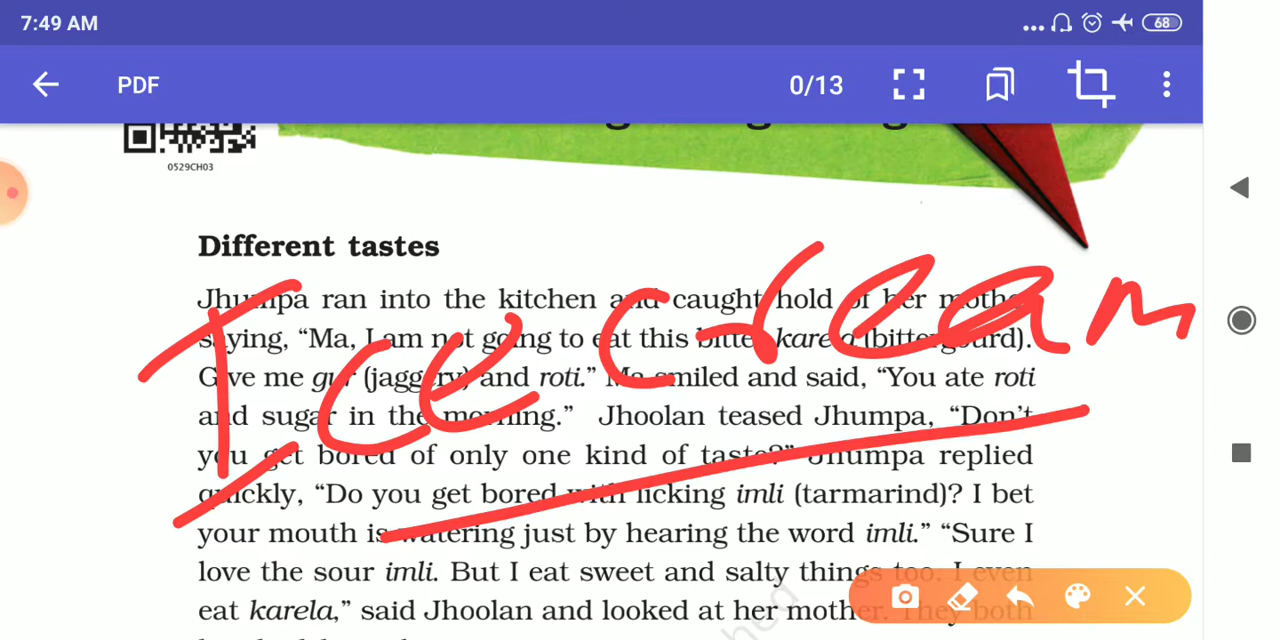 7:49 AM
68
PDF
0/13
0529CH03
Different tastes
Jhumpa ran into the kitchen and caught hold of her mother
saying, “Ma, I am not going to eat this bitter karela (bittergourd).
Give me gur (jaggery) and roti.” Ma smiled and said, “You ate roti
and sugar in the morning.” Jhoolan teased Jhumpa, “Don’t
you get bored of only one kind of taste?” Jhumpa replied
quickly, “Do you get bored with licking imli (tarmarind)? I bet
your mouth is watering just by hearing the word imli.” “Sure I
love the sour imli. But I eat sweet and salty things too. I even
eat karela,” said Jhoolan and looked at her mother. They both
Ice cream